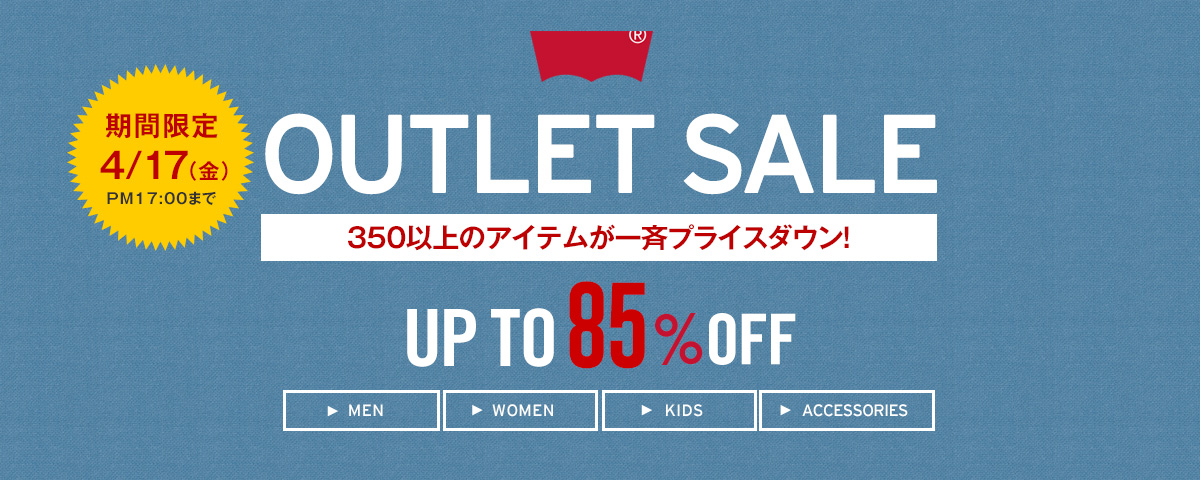 ®
期間限定
4/17(金)
PM17:00まで
OUTLET SALE
350以上のアイテムが一斉プライスダウン!
UP TO 85%OFF
▶ MEN
▶ WOMEN
▶ KIDS
▶ ACCESSORIES